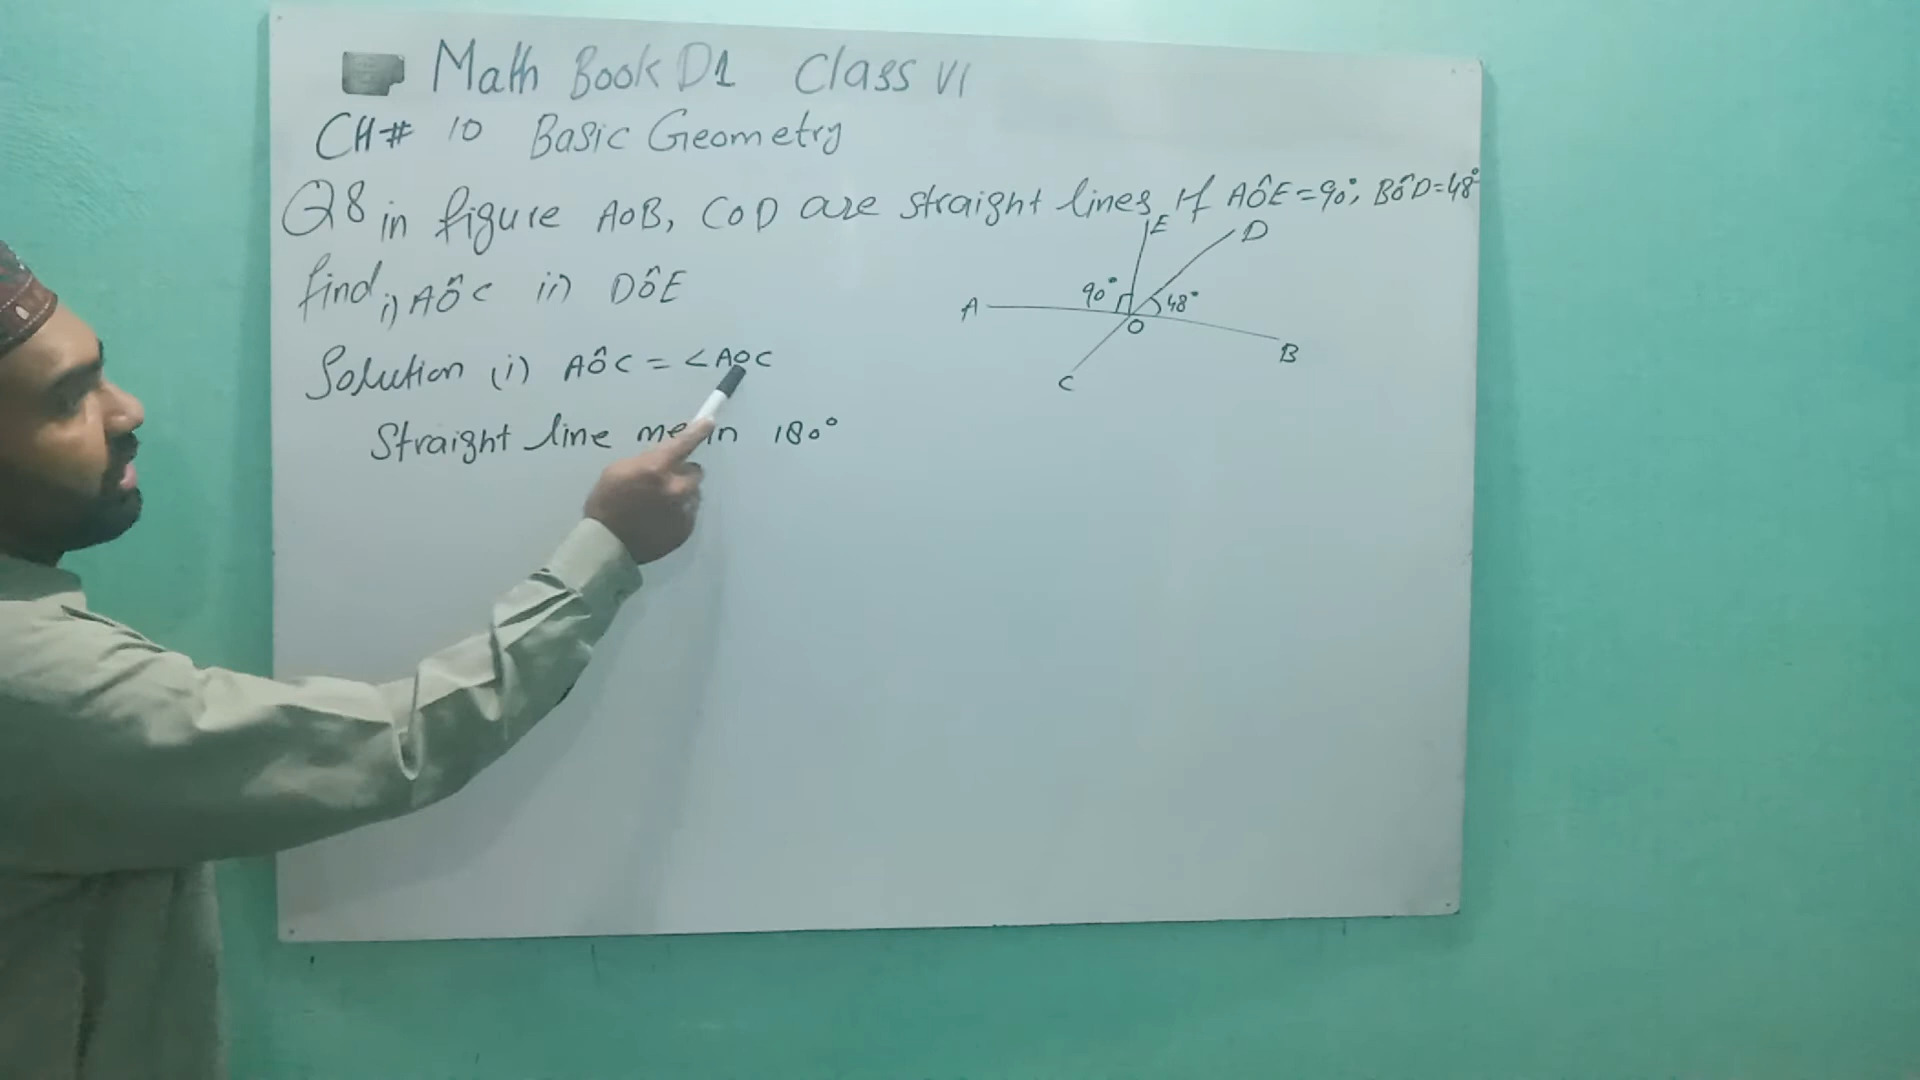 Math Book D1 Class VI
CH# 10 Basic Geometry
Q8 in figure AOB, COD are straight lines If AÔE=90°, BÔD=48°
find i) AÔC ii) DÔE
Solution (i) AÔC = ∠AOC
Straight line mean 180°
E
D
90°
48°
A
O
B
C